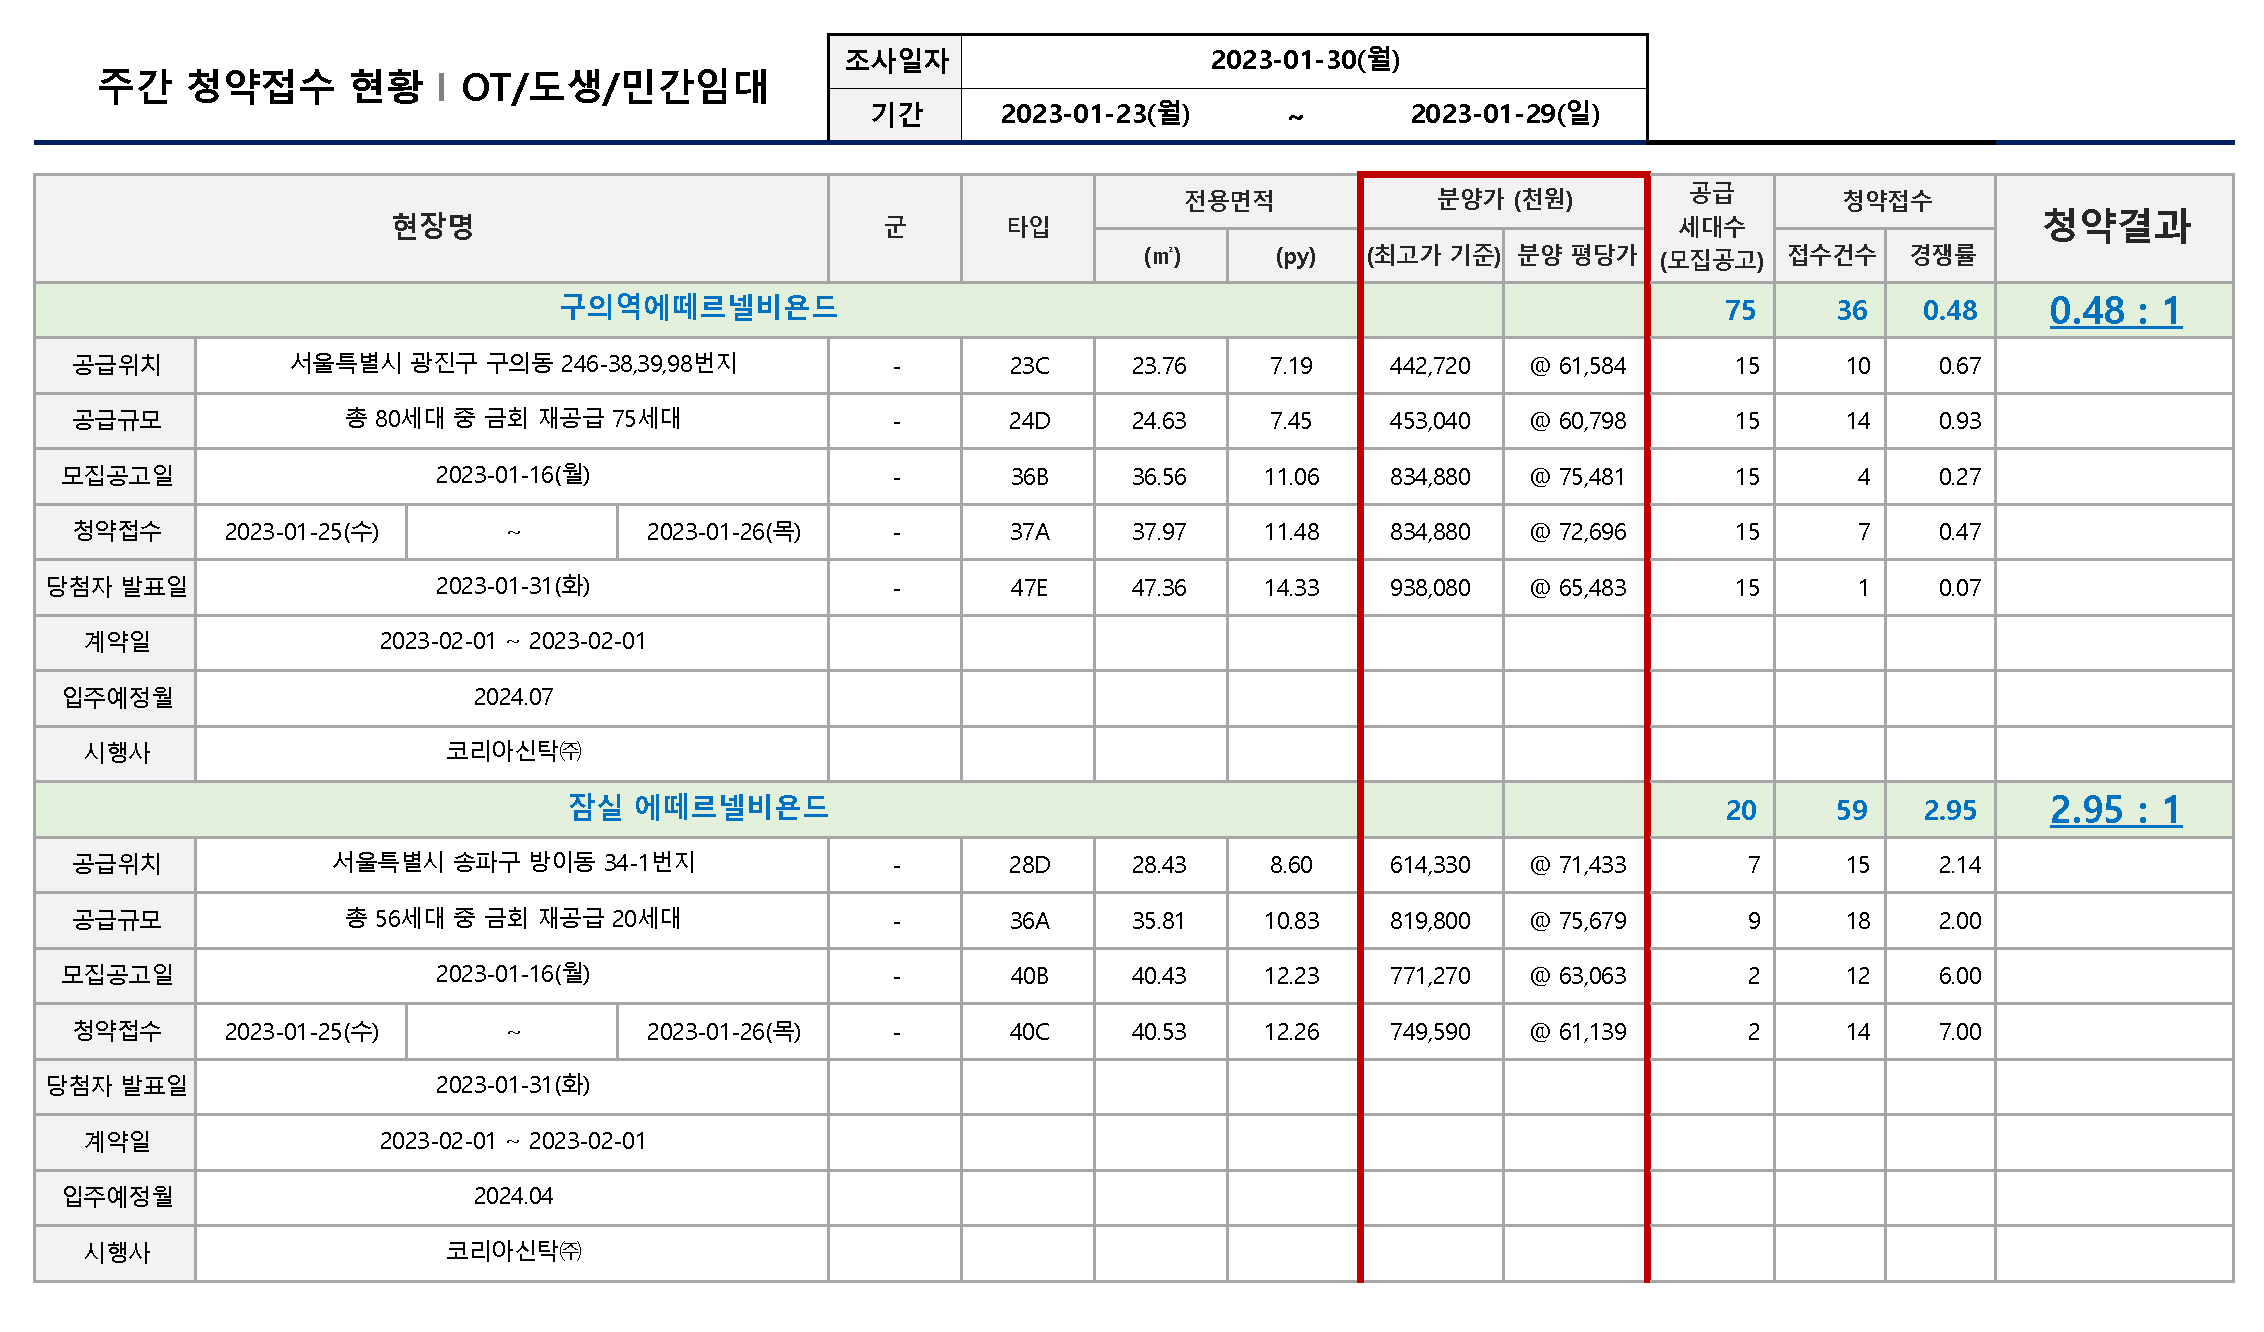 주간 청약접수 현황 | OT/도생/민간임대
조사일자 2023-01-30(월)
기간 2023-01-23(월) ~ 2023-01-29(일)
현장명 군 타입 전용면적 분양가 (천원) 공급 세대수 (모집공고) 청약접수 청약결과
(㎡) (py) (최고가 기준) 분양 평당가 접수건수 경쟁률
구의역에떼르넬비욘드 75 36 0.48 0.48 : 1
공급위치 서울특별시 광진구 구의동 246-38,39,98번지 - 23C 23.76 7.19 442,720 @ 61,584 15 10 0.67
공급규모 총 80세대 중 금회 재공급 75세대 - 24D 24.63 7.45 453,040 @ 60,798 15 14 0.93
모집공고일 2023-01-16(월) - 36B 36.56 11.06 834,880 @ 75,481 15 4 0.27
청약접수 2023-01-25(수) ~ 2023-01-26(목) - 37A 37.97 11.48 834,880 @ 72,696 15 7 0.47
당첨자 발표일 2023-01-31(화) - 47E 47.36 14.33 938,080 @ 65,483 15 1 0.07
계약일 2023-02-01 ~ 2023-02-01
입주예정월 2024.07
시행사 코리아신탁㈜
잠실 에떼르넬비욘드 20 59 2.95 2.95 : 1
공급위치 서울특별시 송파구 방이동 34-1번지 - 28D 28.43 8.60 614,330 @ 71,433 7 15 2.14
공급규모 총 56세대 중 금회 재공급 20세대 - 36A 35.81 10.83 819,800 @ 75,679 9 18 2.00
모집공고일 2023-01-16(월) - 40B 40.43 12.23 771,270 @ 63,063 2 12 6.00
청약접수 2023-01-25(수) ~ 2023-01-26(목) - 40C 40.53 12.26 749,590 @ 61,139 2 14 7.00
당첨자 발표일 2023-01-31(화)
계약일 2023-02-01 ~ 2023-02-01
입주예정월 2024.04
시행사 코리아신탁㈜